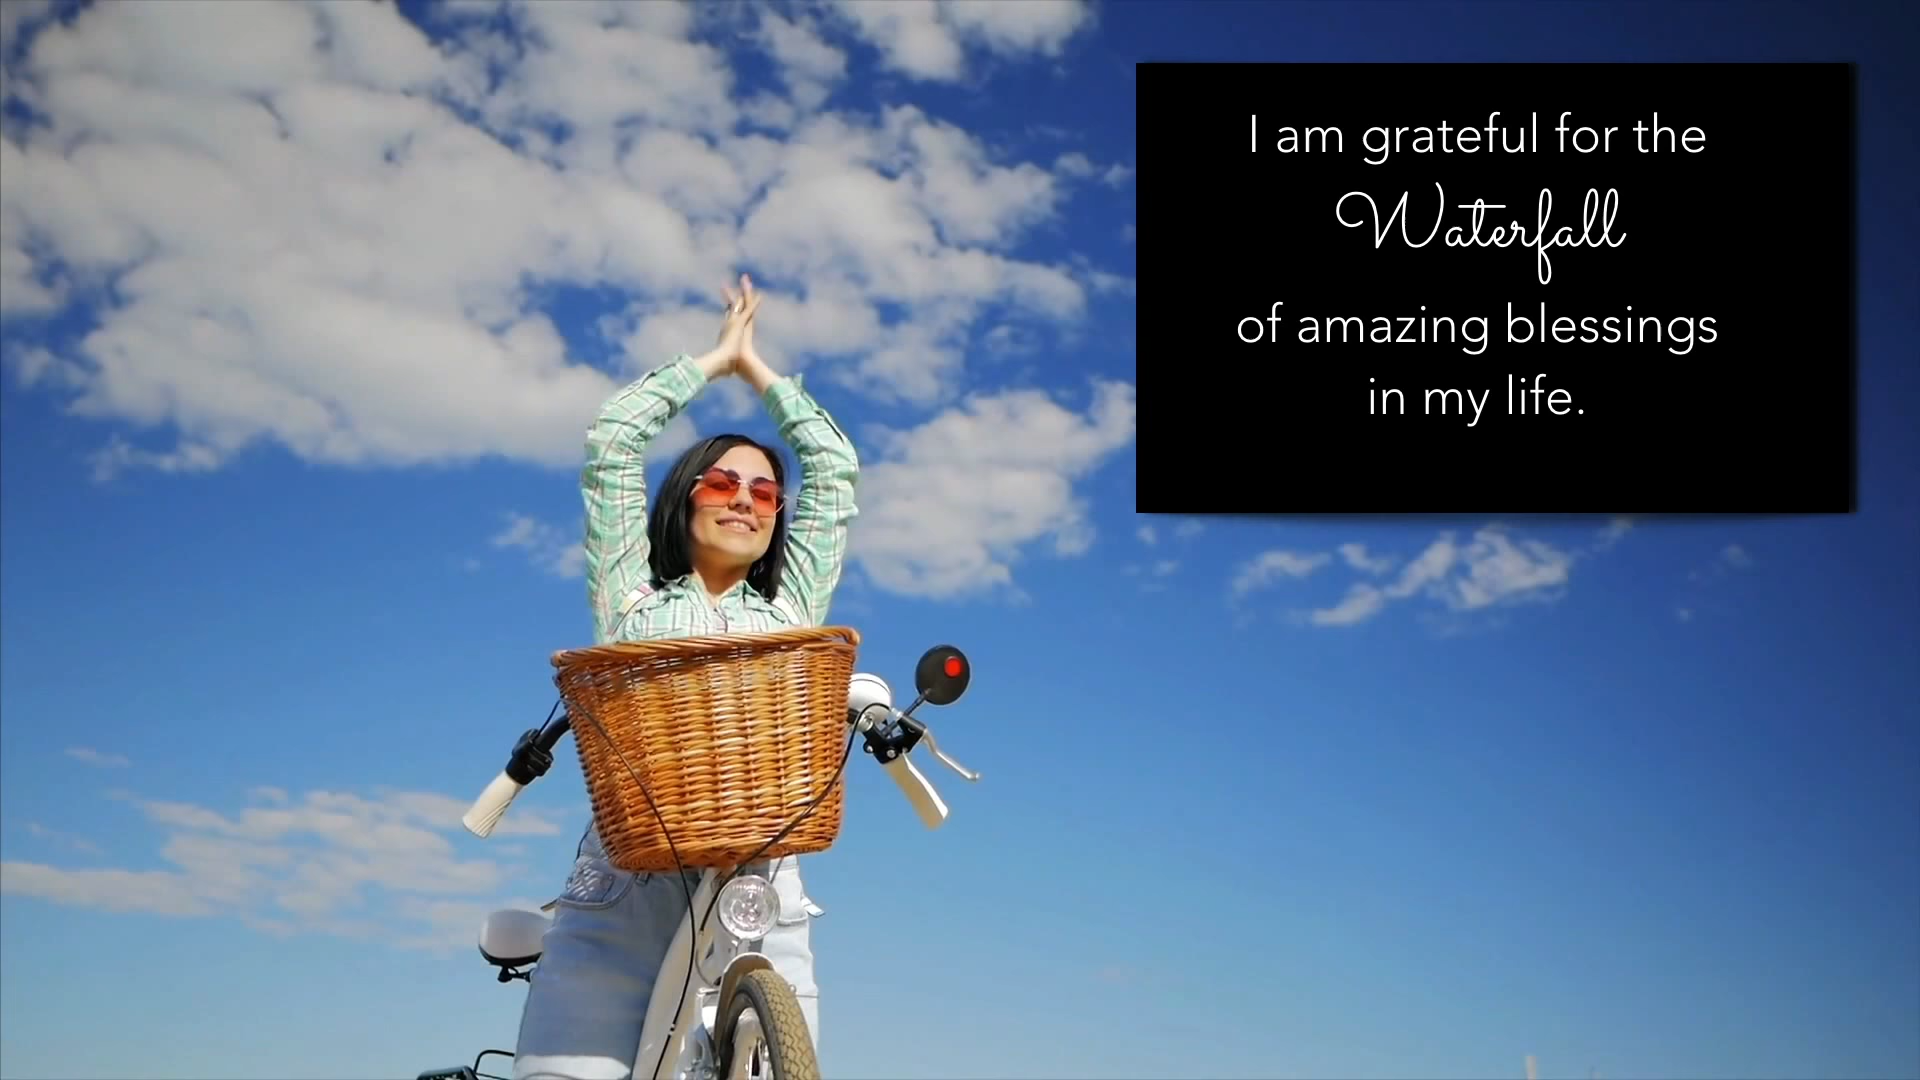 I am grateful for the
Waterfall
of amazing blessings
in my life.